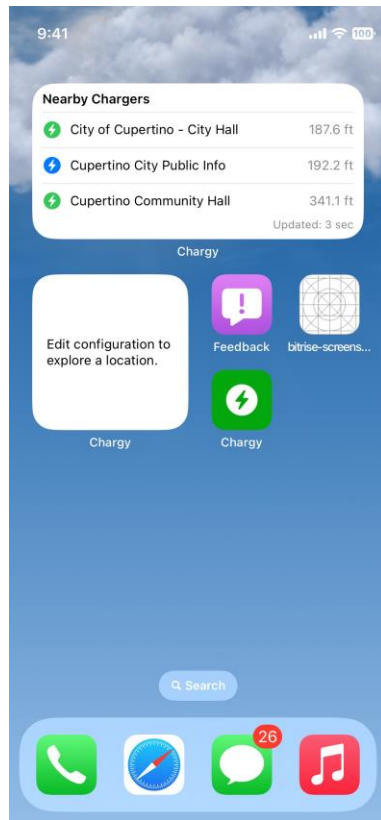 9:41
100
Nearby Chargers
City of Cupertino - City Hall 187.6 ft
Cupertino City Public Info 192.2 ft
Cupertino Community Hall 341.1 ft
Updated: 3 sec
Chargy
Edit configuration to
explore a location.
Feedback
bitrise-screens...
Chargy
Chargy
Search
26